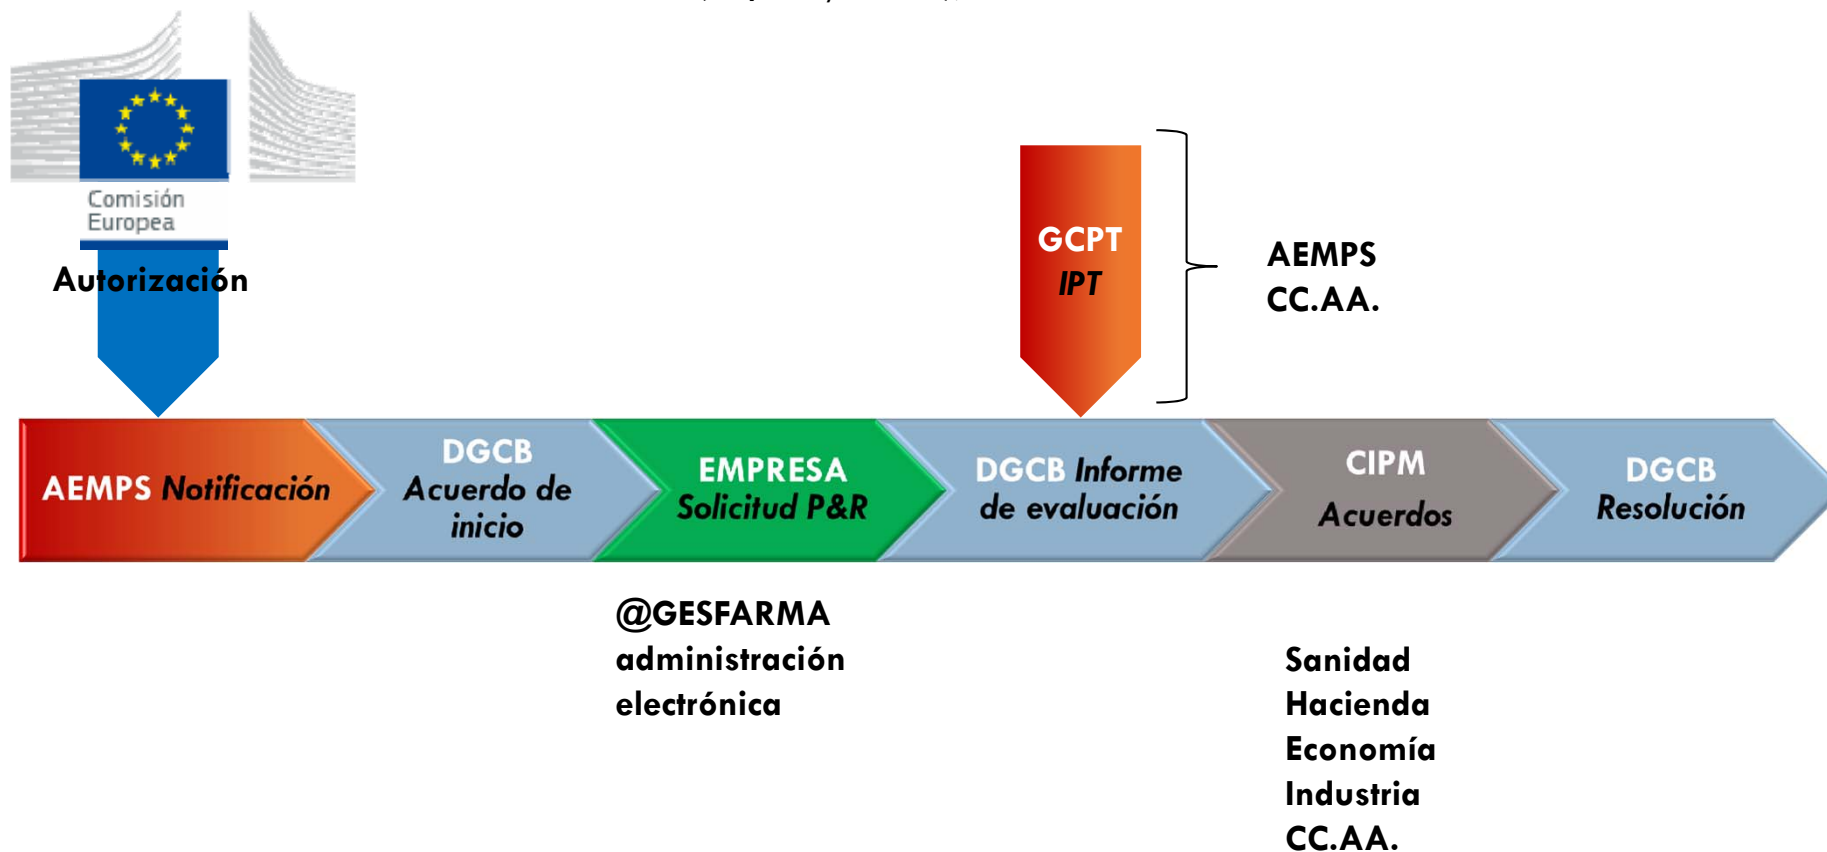 Comisión
Europea
Autorización
GCPT
IPT
AEMPS
CC.AA.
AEMPS Notificación
DGCB
Acuerdo de
inicio
EMPRESA
Solicitud P&R
DGCB Informe
de evaluación
CIPM
Acuerdos
DGCB
Resolución
@GESFARMA
administración
electrónica
Sanidad
Hacienda
Economía
Industria
CC.AA.